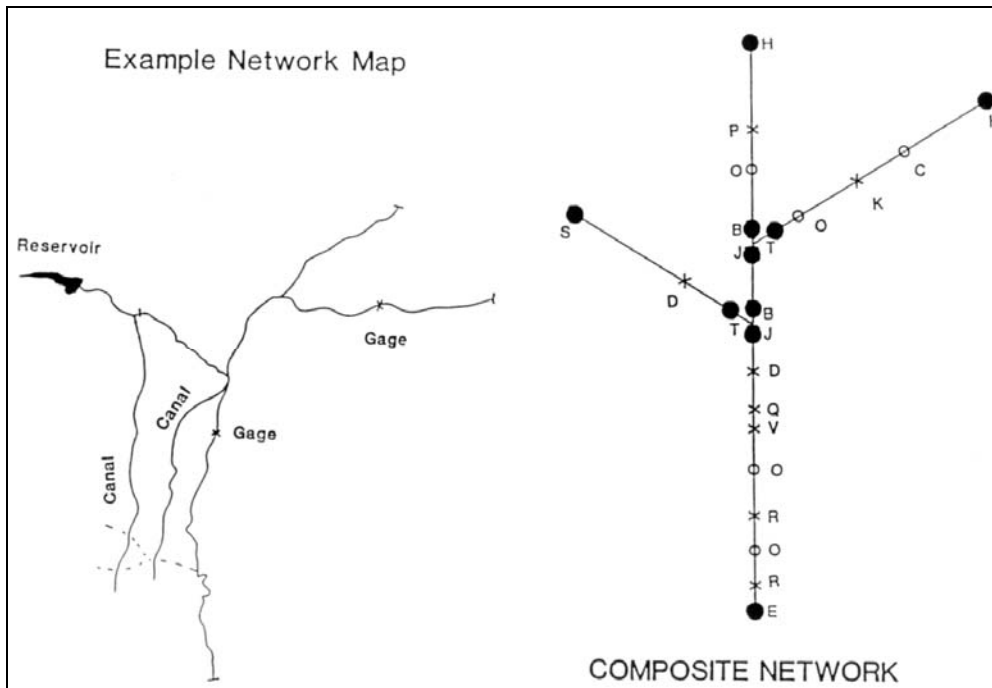 Example Network Map
Reservoir
Gage
Canal
Gage
Canal
H
P
O
C
K
O
S
B
T
J
D
B
T
J
D
Q
V
O
R
O
R
E
COMPOSITE NETWORK